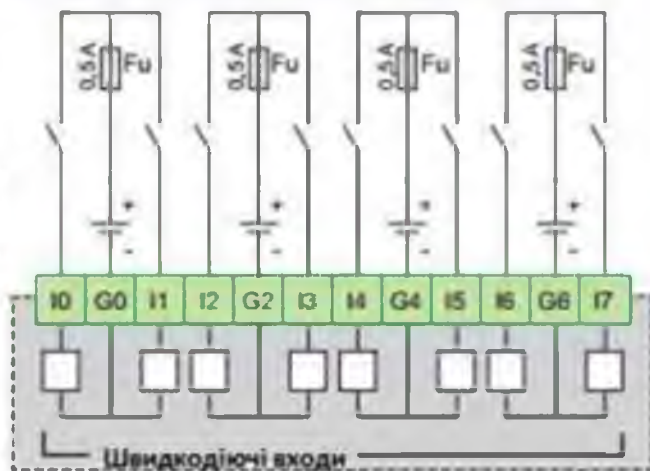 0,5A Fu 0,5A Fu 0,5A Fu 0,5A Fu
+ + + +
- - - -
I0 G0 I1 I2 G2 I3 I4 G4 I5 I6 G6 I7
Швидкодіючі входи